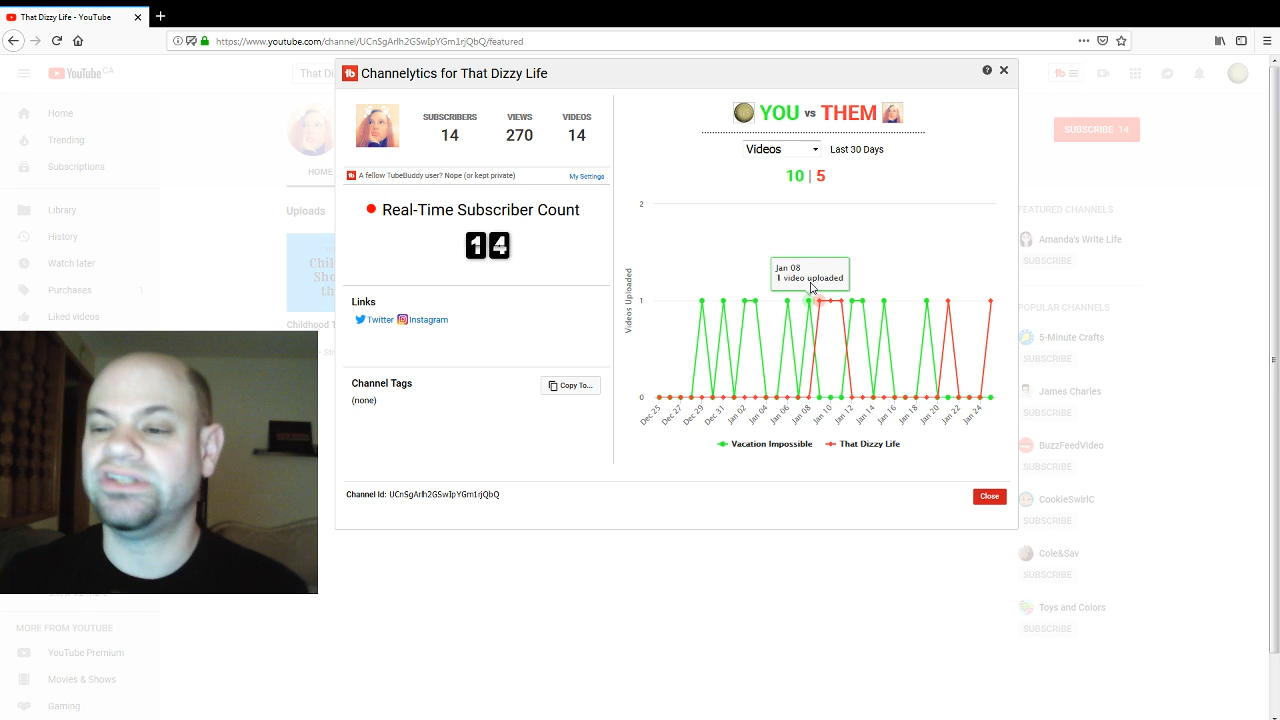 That Dizzy Life - YouTube
https://www.youtube.com/channel/UCnSgArlh2GSwIpYGm1rjQbQ/featured
YouTube CA
That Di
Home
Trending
Subscriptions
Library
History
Watch later
Purchases 1
Liked videos
MORE FROM YOUTUBE
YouTube Premium
Movies & Shows
Gaming
HOME
Uploads
Childhood T
Channelytics for That Dizzy Life
SUBSCRIBERS VIEWS VIDEOS
14 270 14
A fellow TubeBuddy user? Nope (or kept private) My Settings
Real-Time Subscriber Count
14
Links
Twitter Instagram
Channel Tags Copy To...
(none)
YOU vs THEM
Videos Last 30 Days
10 | 5
Videos Uploaded
2
1
0
Jan 08
1 video uploaded
Dec 25 Dec 27 Dec 29 Dec 31 Jan 02 Jan 04 Jan 06 Jan 08 Jan 10 Jan 12 Jan 14 Jan 16 Jan 18 Jan 20 Jan 22 Jan 24
Vacation Impossible That Dizzy Life
Channel Id: UCnSgArlh2GSwIpYGm1rjQbQ
Close
SUBSCRIBE 14
FEATURED CHANNELS
Amanda's Write Life
SUBSCRIBE
POPULAR CHANNELS
5-Minute Crafts
SUBSCRIBE
James Charles
SUBSCRIBE
BuzzFeedVideo
SUBSCRIBE
CookieSwirlC
SUBSCRIBE
Cole&Sav
SUBSCRIBE
Toys and Colors
SUBSCRIBE